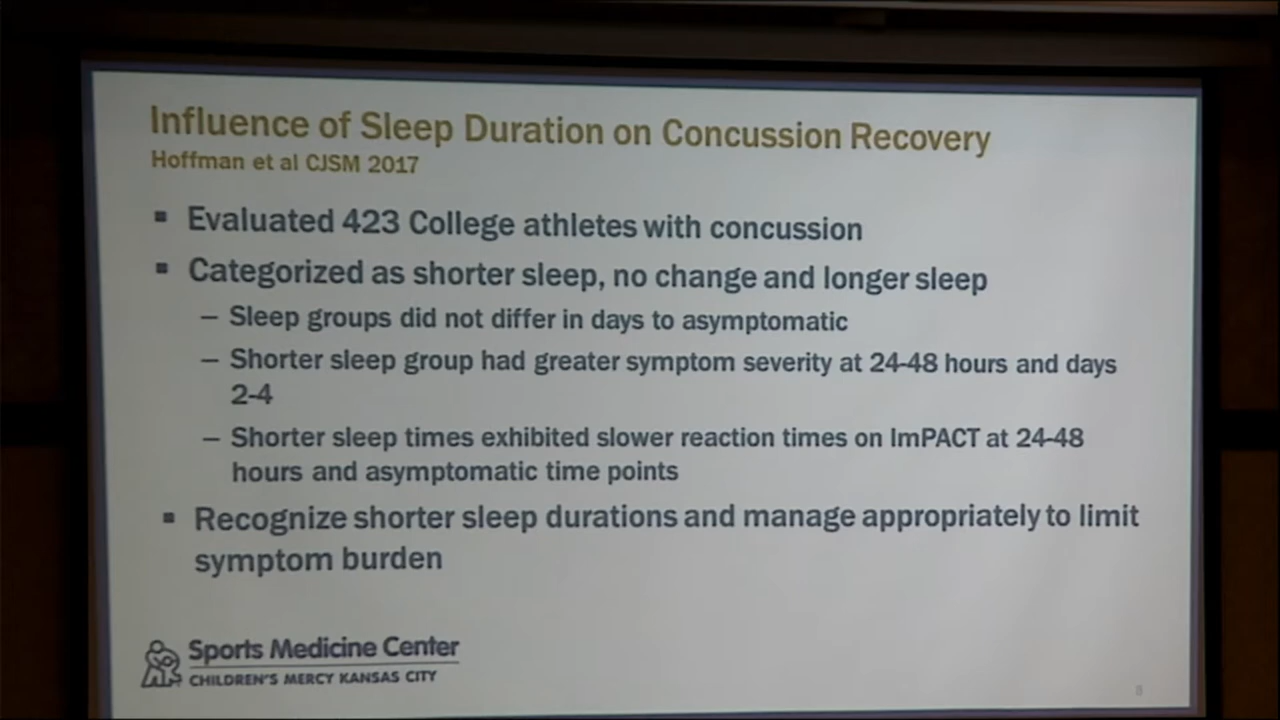 Influence of Sleep Duration on Concussion Recovery
Hoffman et al CJSM 2017
▪ Evaluated 423 College athletes with concussion
▪ Categorized as shorter sleep, no change and longer sleep
– Sleep groups did not differ in days to asymptomatic
– Shorter sleep group had greater symptom severity at 24-48 hours and days
2-4
– Shorter sleep times exhibited slower reaction times on ImPACT at 24-48
hours and asymptomatic time points
▪ Recognize shorter sleep durations and manage appropriately to limit
symptom burden
Sports Medicine Center
CHILDREN'S MERCY KANSAS CITY
8